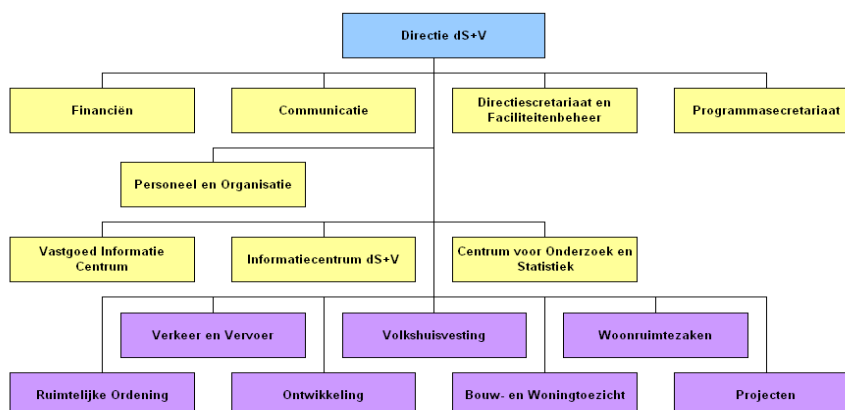 Directie dS+V
Financiën
Communicatie
Directiescretariaat en
Faciliteitenbeheer
Programmasecretariaat
Personeel en Organisatie
Vastgoed Informatie
Centrum
Informatiecentrum dS+V
Centrum voor Onderzoek en
Statistiek
Verkeer en Vervoer
Volkshuisvesting
Woonruimtezaken
Ruimtelijke Ordening
Ontwikkeling
Bouw- en Woningtoezicht
Projecten